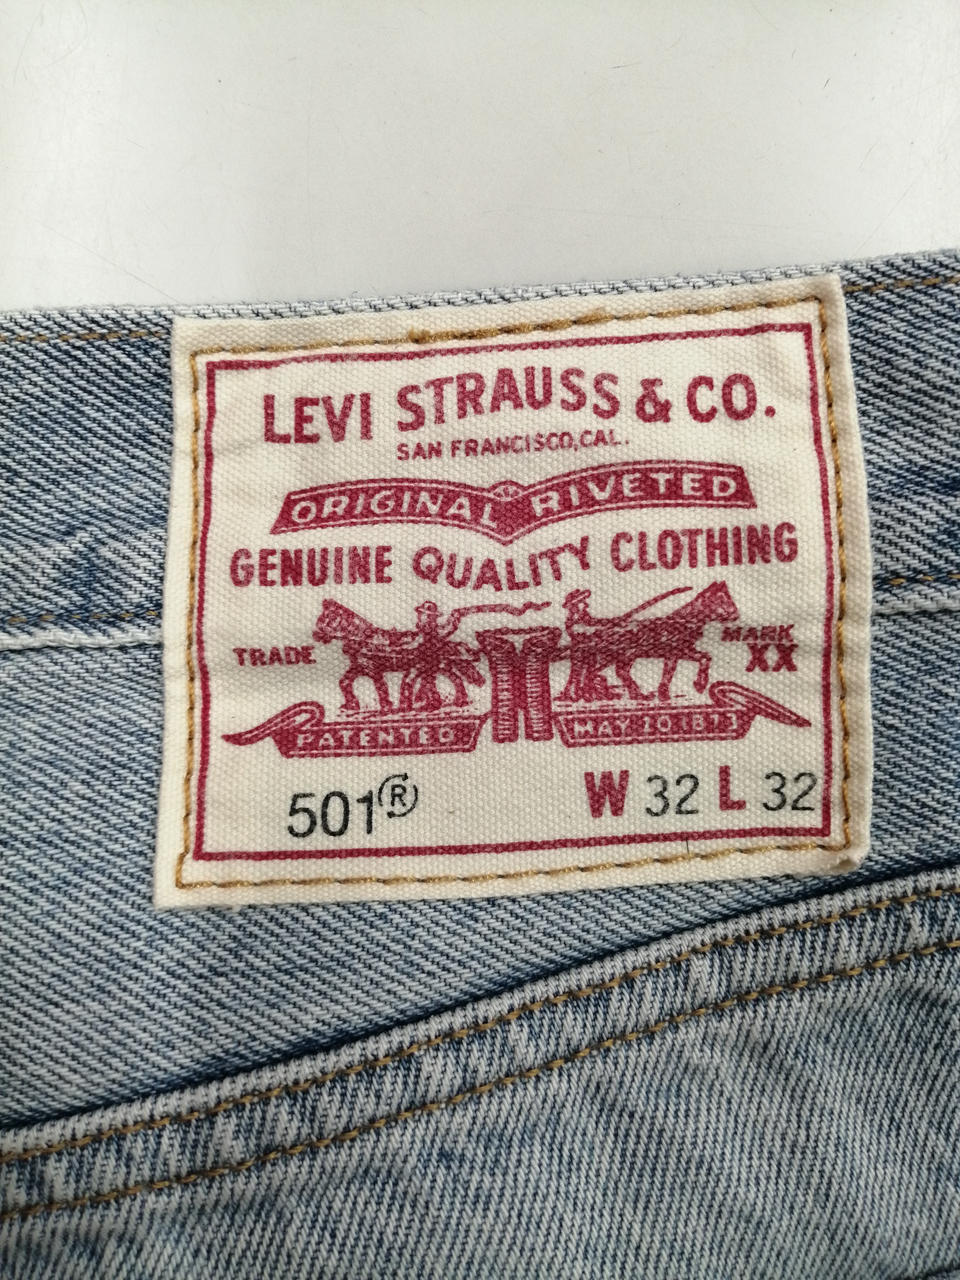 LEVI STRAUSS & CO.
SAN FRANCISCO, CAL.
ORIGINAL RIVETED
GENUINE QUALITY CLOTHING
TRADE MARK
XX
PATENTED MAY 20 1873
501® W 32 L 32